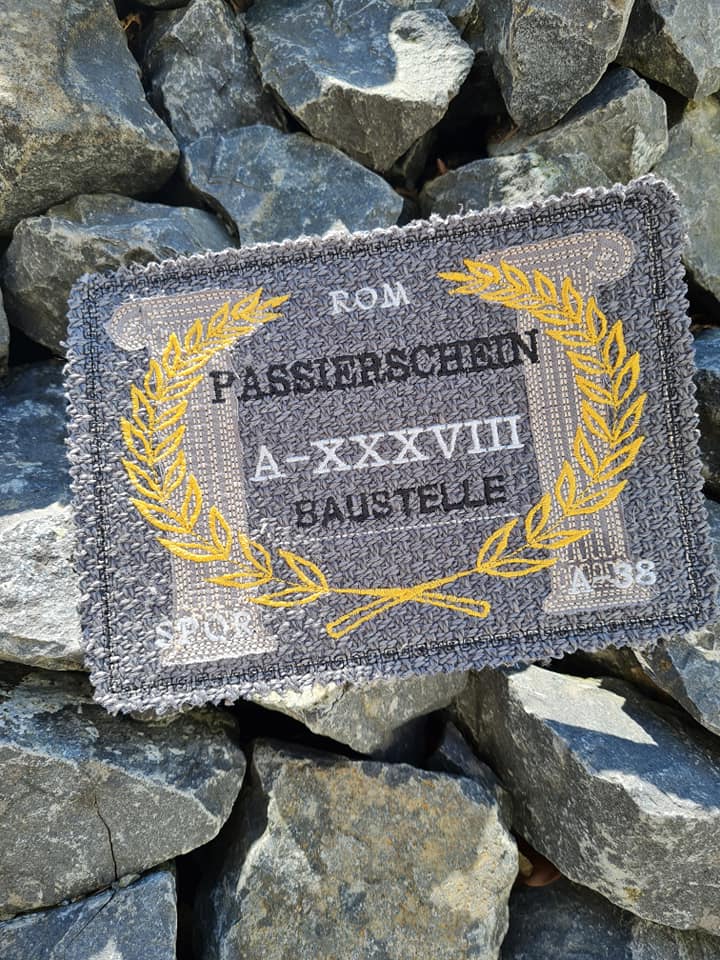 ROM
PASSIERSCHEIN
A-XXXVIII
BAUSTELLE
A-38
SPQR